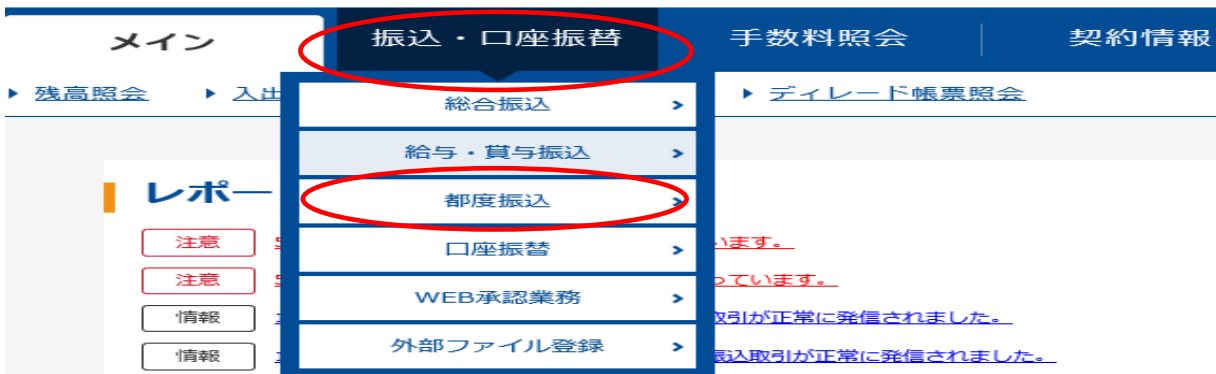 メイン 振込・口座振替 手数料照会 契約情報
残高照会 入出 ディレード帳票照会
総合振込
給与・賞与振込
レポー
都度振込
注意 います。
口座振替
注意 っています。
WEB承認業務
情報 取引が正常に発信されました。
外部ファイル登録
情報 振込取引が正常に発信されました。